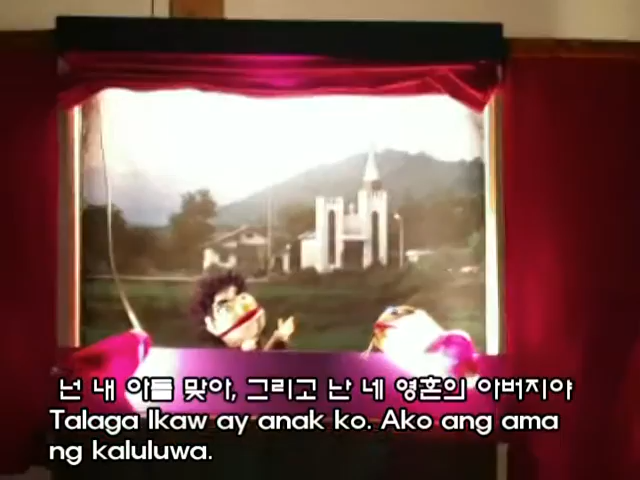 넌 내 아들 맞아, 그리고 난 네 영혼의 아버지야
Talaga Ikaw ay anak ko. Ako ang ama
ng kaluluwa.